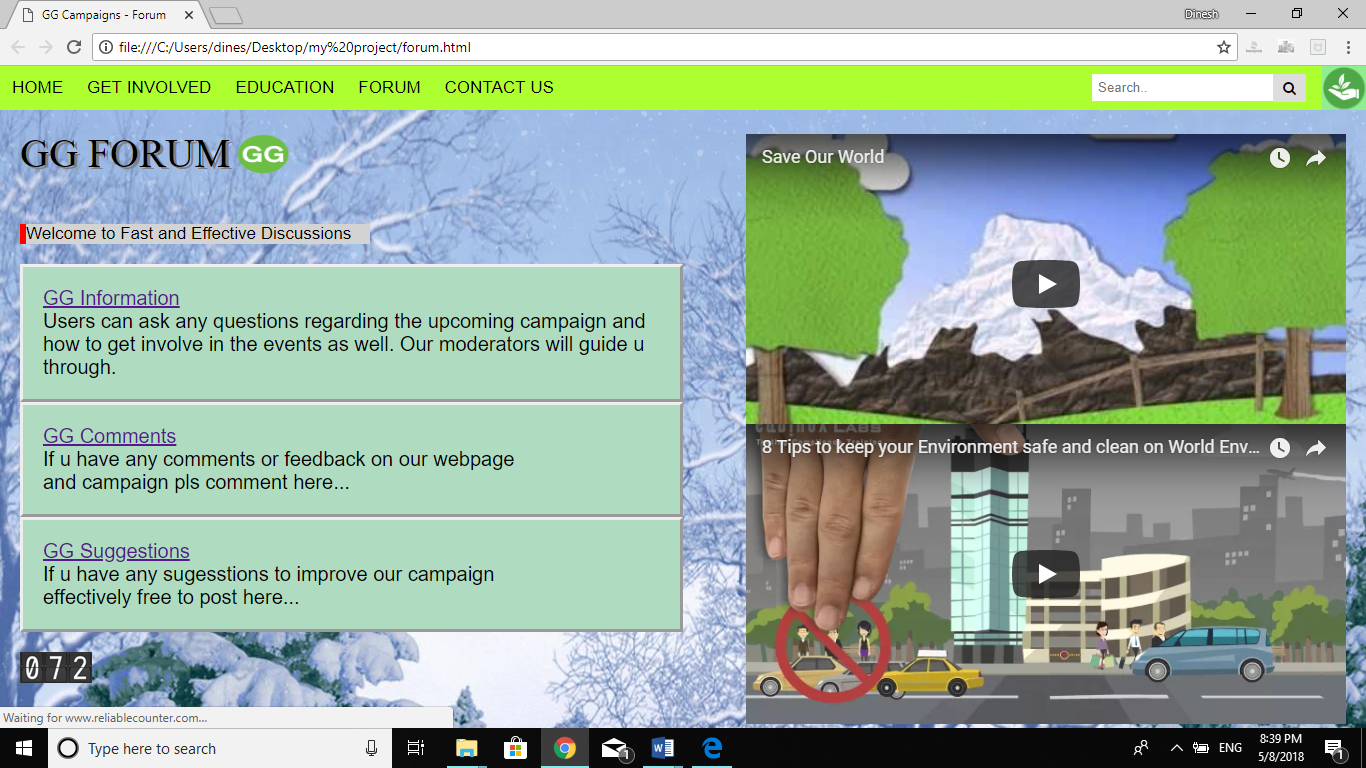 GG Campaigns - Forum
Dinesh
file:///C:/Users/dines/Desktop/my%20project/forum.html
HOME GET INVOLVED EDUCATION FORUM CONTACT US
Search..
GG FORUM GG
Welcome to Fast and Effective Discussions
GG Information
Users can ask any questions regarding the upcoming campaign and
how to get involve in the events as well. Our moderators will guide u
through.
GG Comments
If u have any comments or feedback on our webpage
and campaign pls comment here...
GG Suggestions
If u have any sugesstions to improve our campaign
effectively free to post here...
072
Save Our World
8 Tips to keep your Environment safe and clean on World Env...
Waiting for www.reliablecounter.com...
Type here to search
1
ENG
8:39 PM
5/8/2018
1